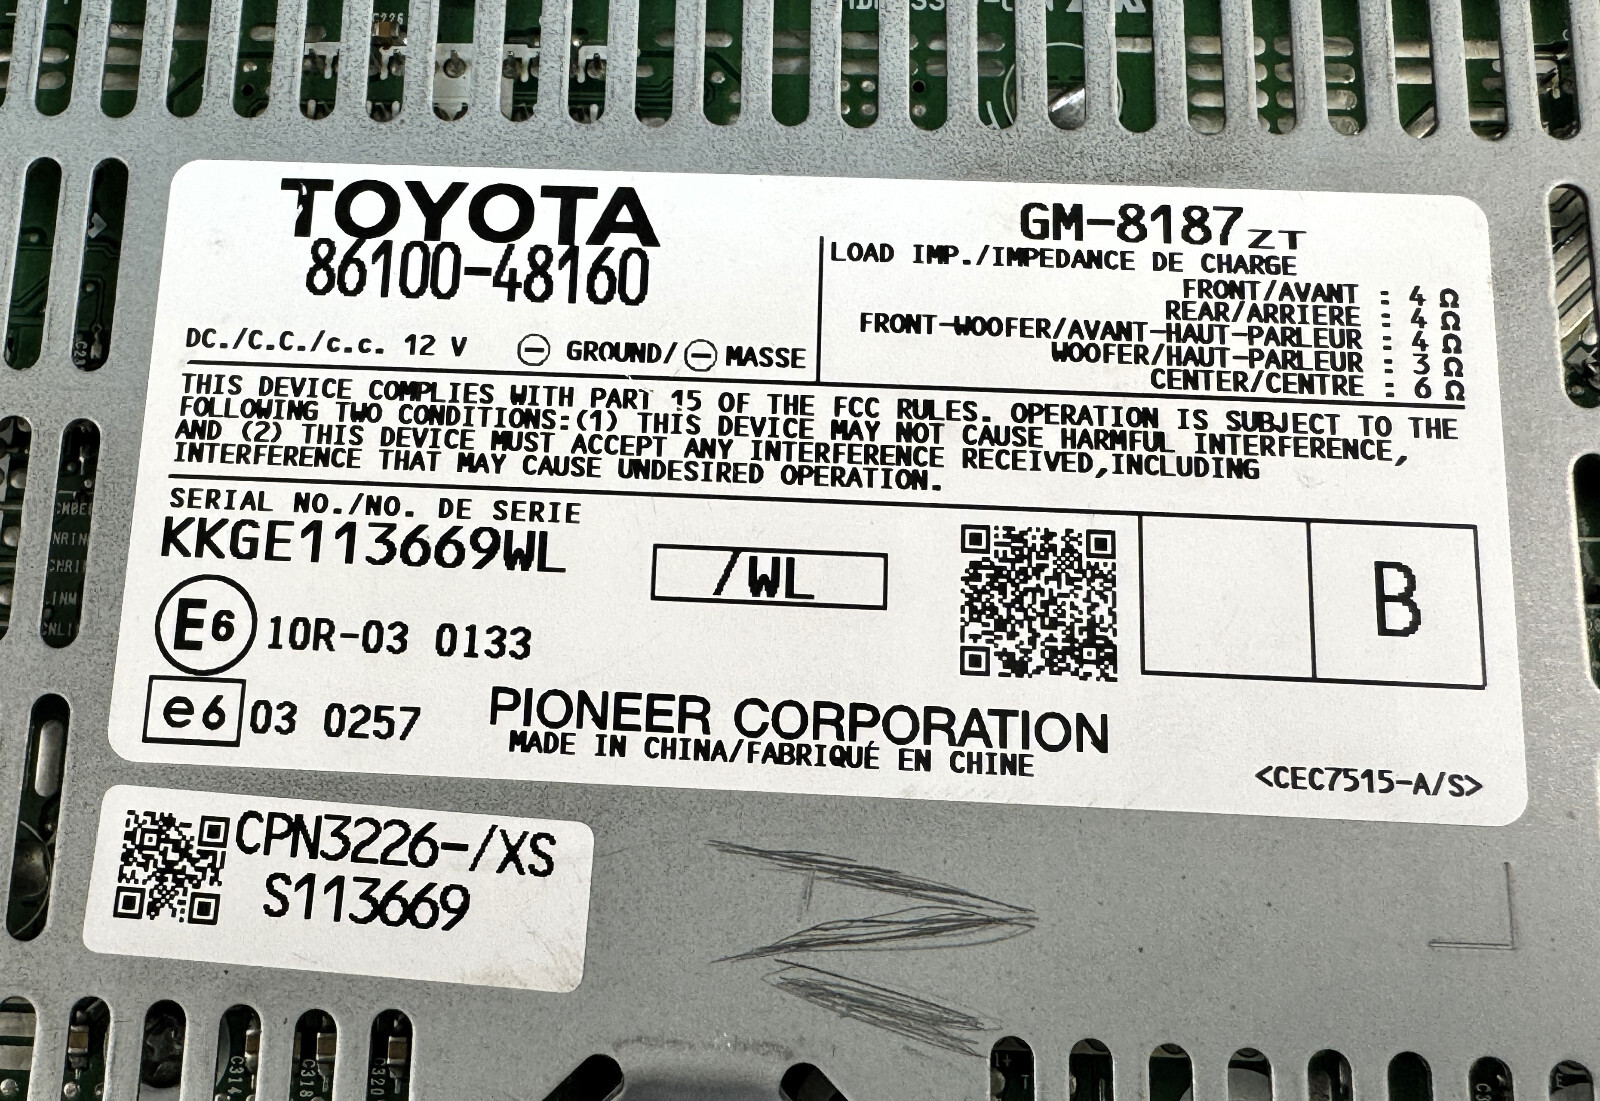 C226
TOYOTA
86100-48160
DC./C.C./c.c. 12 V ⊖ GROUND/⊖ MASSE
GM-8187ZT
LOAD IMP./IMPEDANCE DE CHARGE
FRONT/AVANT : 4 Ω
REAR/ARRIERE : 4 Ω
FRONT-WOOFER/AVANT-HAUT-PARLEUR : 4 Ω
WOOFER/HAUT-PARLEUR : 3 Ω
CENTER/CENTRE : 6 Ω
THIS DEVICE COMPLIES WITH PART 15 OF THE FCC RULES. OPERATION IS SUBJECT TO THE
FOLLOWING TWO CONDITIONS:(1) THIS DEVICE MAY NOT CAUSE HARMFUL INTERFERENCE,
AND (2) THIS DEVICE MUST ACCEPT ANY INTERFERENCE RECEIVED,INCLUDING
INTERFERENCE THAT MAY CAUSE UNDESIRED OPERATION.
SERIAL NO./NO. DE SERIE
KKGE113669WL
/WL
B
E6 10R-03 0133
e6 03 0257
PIONEER CORPORATION
MADE IN CHINA/FABRIQUÉ EN CHINE
<CEC7515-A/S>
CPN3226-/XS
S113669
C314
C318
C320